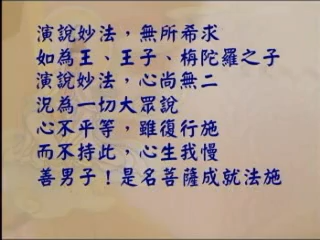 演說妙法，無所希求
如為王、王子、栴陀羅之子
演說妙法，心尚無二
況為一切大眾說
心不平等，雖復行施
而不持此，心生我慢
善男子！是名菩薩成就法施